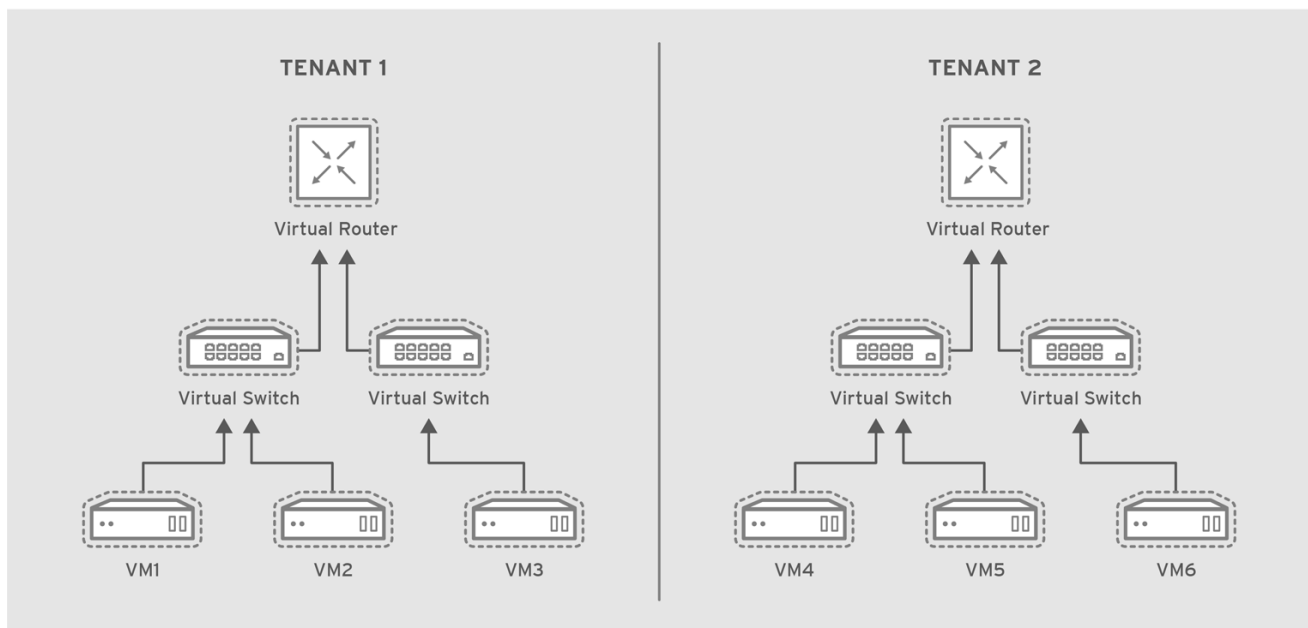 TENANT 1
TENANT 2
Virtual Router
Virtual Router
Virtual Switch
Virtual Switch
Virtual Switch
Virtual Switch
VM1
VM2
VM3
VM4
VM5
VM6